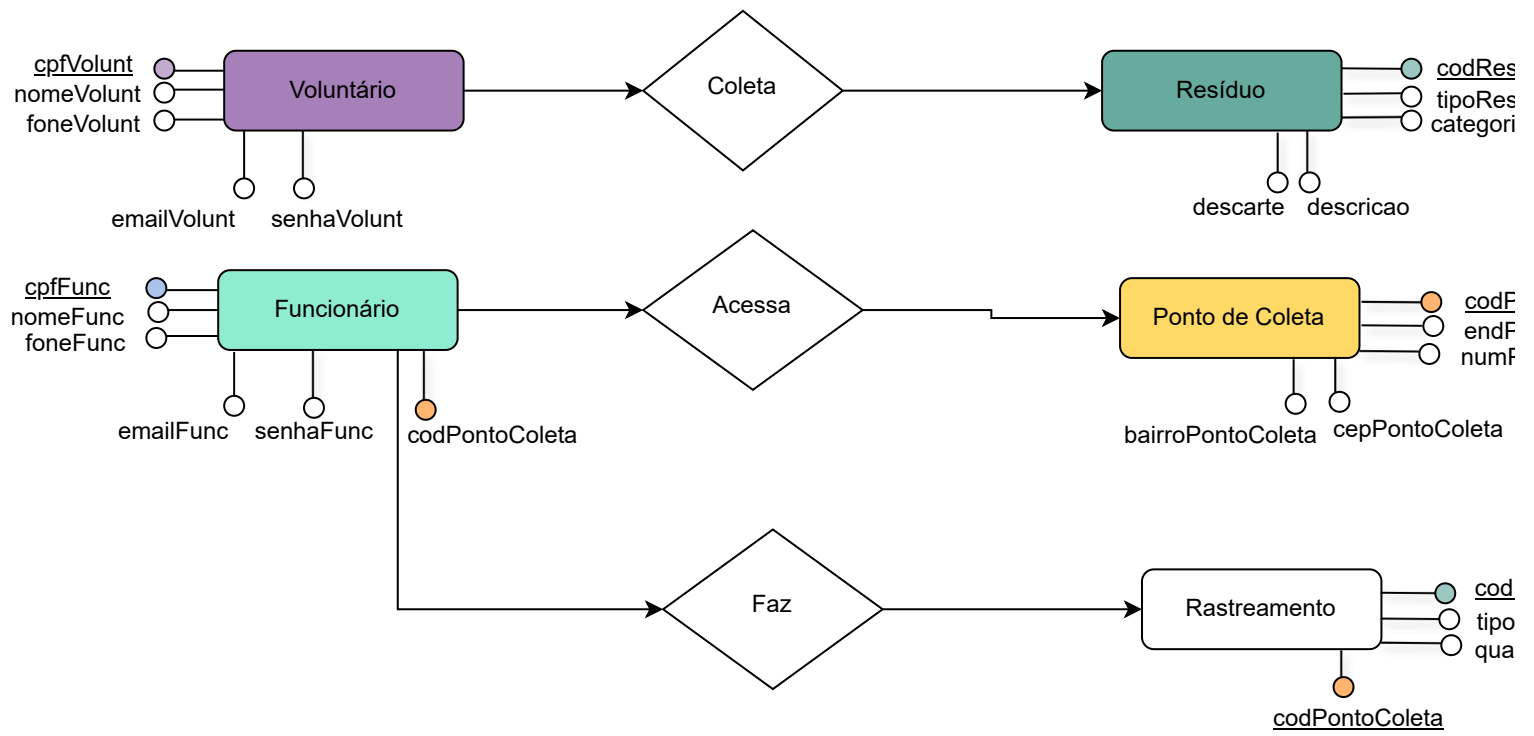 cpfVolunt
nomeVolunt
foneVolunt
Voluntário
emailVolunt
senhaVolunt
Coleta
Resíduo
codRes
tipoRes
categori
descarte
descricao
cpfFunc
nomeFunc
foneFunc
Funcionário
emailFunc
senhaFunc
codPontoColeta
Acessa
Ponto de Coleta
codP
endP
numP
bairroPontoColeta
cepPontoColeta
Faz
Rastreamento
cod
tipo
qua
codPontoColeta